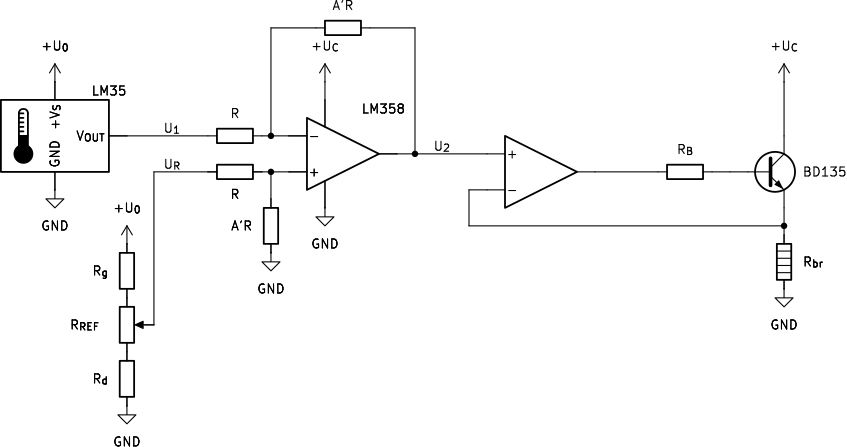 A'R
+U0
+UC
+UC
LM35
+VS
LM358
R
U1
VOUT
−
U2
+
RB
GND
UR
+
−
BD135
R
GND
+U0
A'R
GND
Rg
GND
Rbr
RREF
GND
Rd
GND